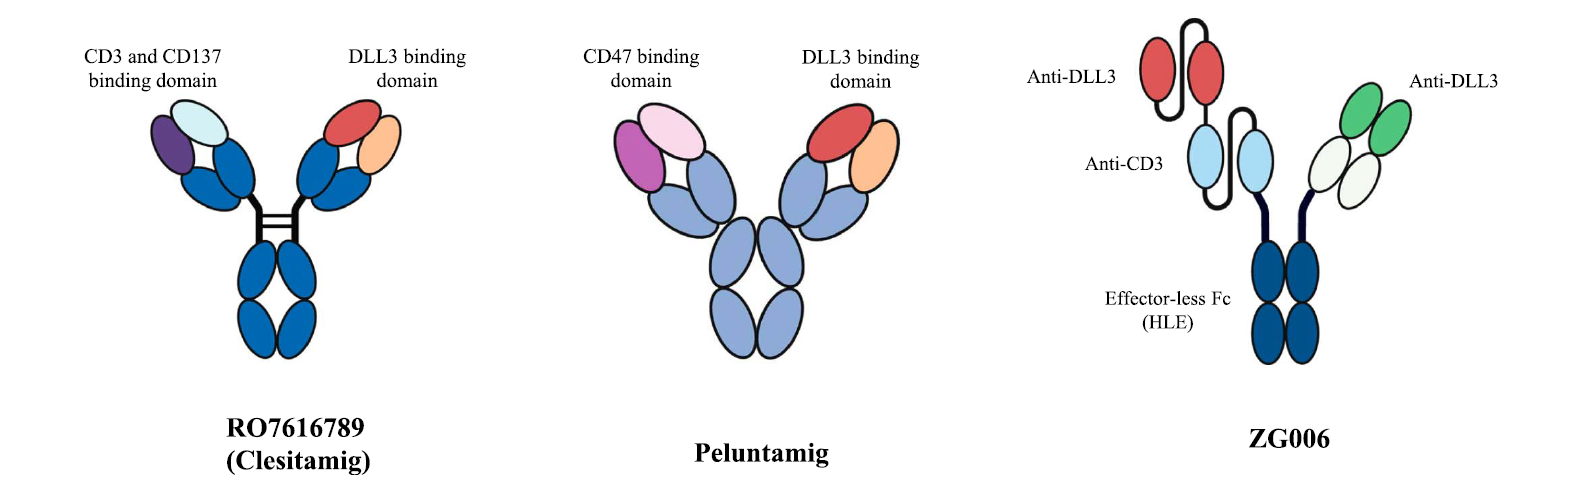 CD3 and CD137
binding domain
DLL3 binding
domain
RO7616789
(Clesitamig)
CD47 binding
domain
DLL3 binding
domain
Peluntamig
Anti-DLL3
Anti-DLL3
Anti-CD3
Effector-less Fc
(HLE)
ZG006